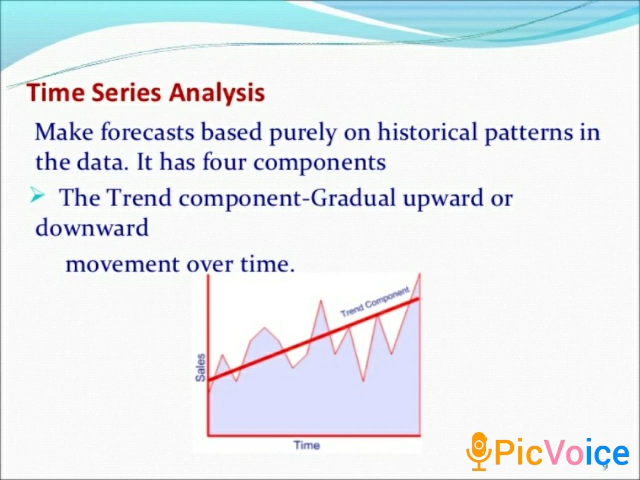 Time Series Analysis
Make forecasts based purely on historical patterns in
the data. It has four components
The Trend component-Gradual upward or
downward
movement over time.
Trend Component
Sales
Time
PicVoice
9